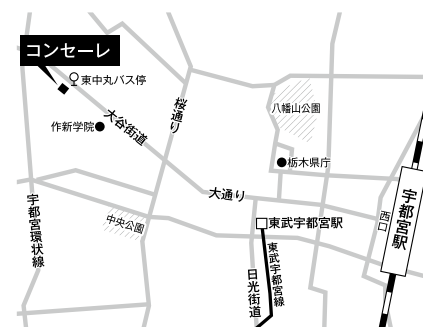 コンセーレ
東中丸バス停
作新学院
大谷街道
桜通り
八幡山公園
栃木県庁
大通り
宇都宮環状線
中央公園
東武宇都宮駅
東武宇都宮線
日光街道
西口
宇都宮駅